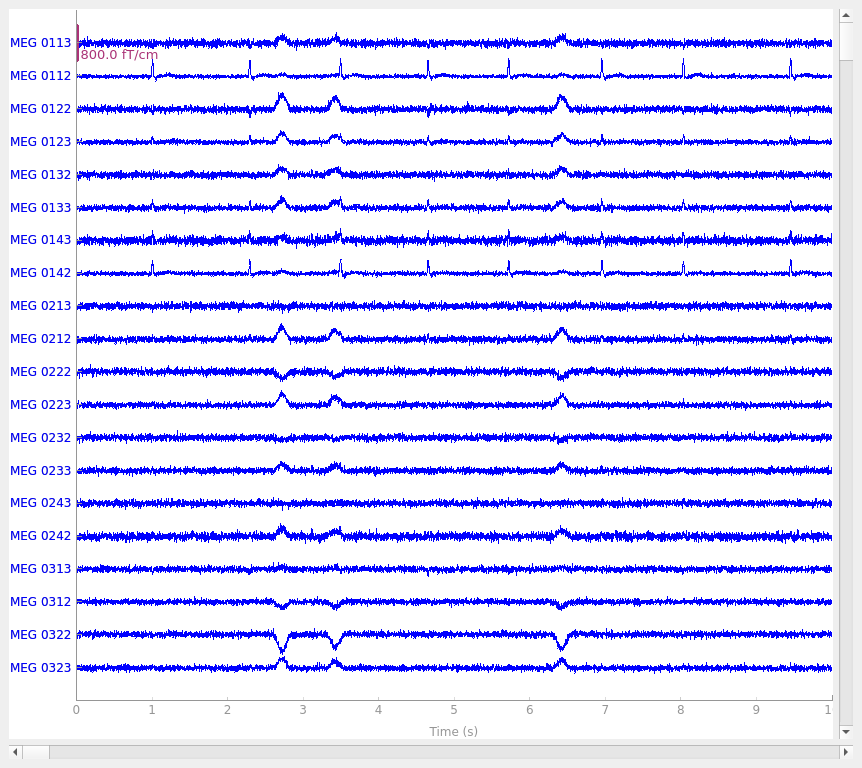 MEG 0113
800.0 fT/cm
MEG 0112
MEG 0122
MEG 0123
MEG 0132
MEG 0133
MEG 0143
MEG 0142
MEG 0213
MEG 0212
MEG 0222
MEG 0223
MEG 0232
MEG 0233
MEG 0243
MEG 0242
MEG 0313
MEG 0312
MEG 0322
MEG 0323
0 1 2 3 4 5 6 7 8 9 1
Time (s)